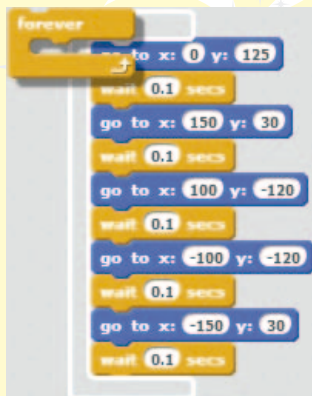 forever
to x: 0 y: 125
wait 0.1 secs
go to x: 150 y: 30
wait 0.1 secs
go to x: 100 y: -120
wait 0.1 secs
go to x: -100 y: -120
wait 0.1 secs
go to x: -150 y: 30
wait 0.1 secs